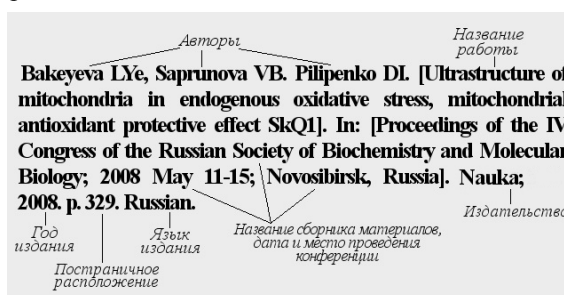 Авторы
Название
работы
Bakeyeva LYe, Saprunova VB. Pilipenko DI. [Ultrastructure of
mitochondria in endogenous oxidative stress, mitochondrial
antioxidant protective effect SkQ1]. In: [Proceedings of the IV
Congress of the Russian Society of Biochemistry and Molecular
Biology; 2008 May 11-15; Novosibirsk, Russia]. Nauka;
2008. p. 329. Russian.
Год
издания
Постраничное
расположение
Язык
издания
Название сборника материалов,
дата и место проведения
конференции
Издательство